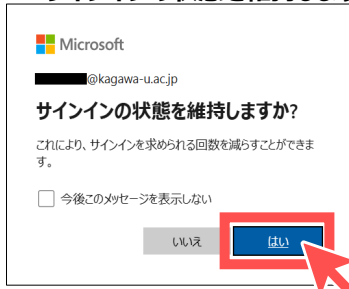 Microsoft
@kagawa-u.ac.jp
サインインの状態を維持しますか?
これにより、サインインを求められる回数を減らすことができま
す。
今後このメッセージを表示しない
いいえ
はい